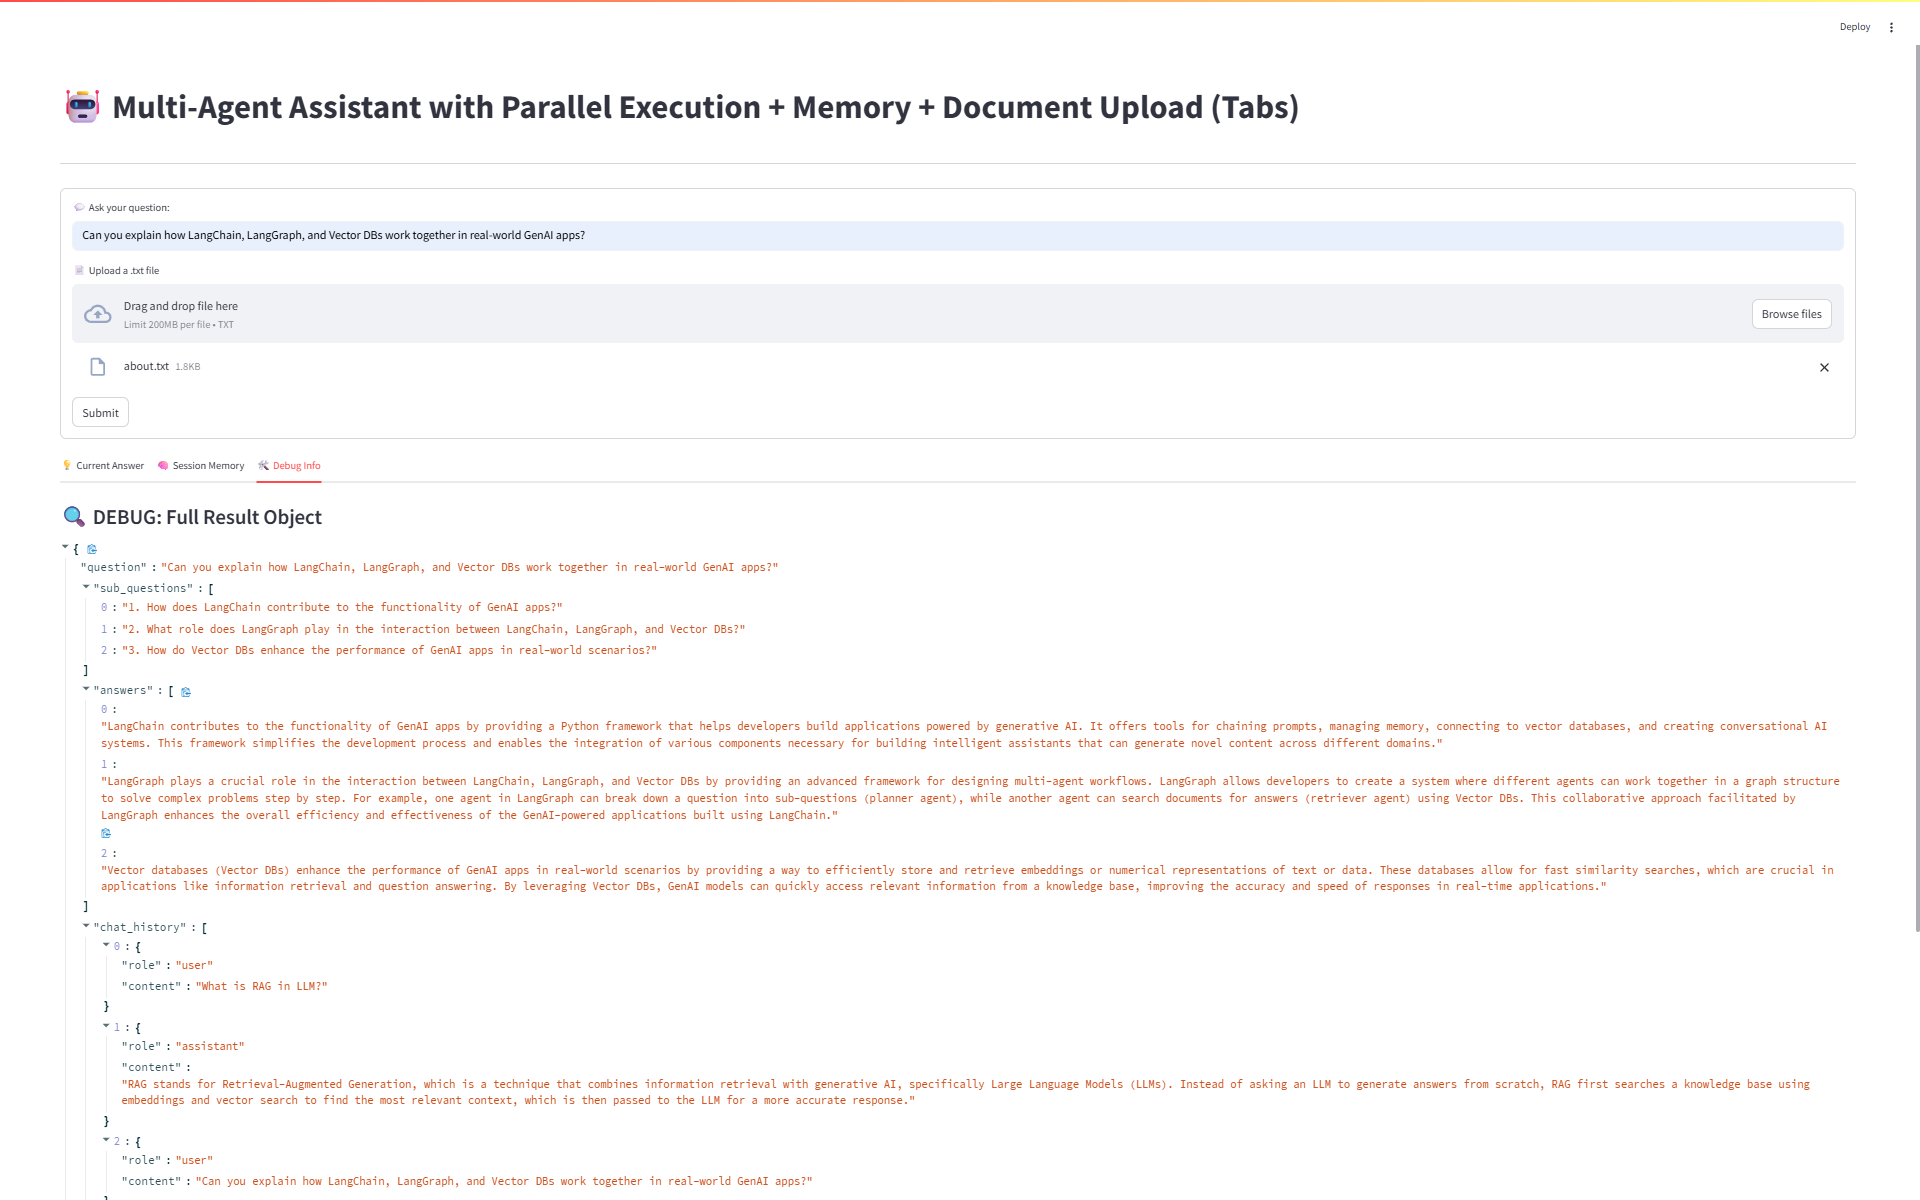 Deploy
Multi-Agent Assistant with Parallel Execution + Memory + Document Upload (Tabs)
Ask your question:
Can you explain how LangChain, LangGraph, and Vector DBs work together in real-world GenAI apps?
Upload a .txt file
Drag and drop file here
Limit 200MB per file • TXT
Browse files
about.txt 1.8KB
Submit
Current Answer Session Memory Debug Info
DEBUG: Full Result Object
{
"question" : "Can you explain how LangChain, LangGraph, and Vector DBs work together in real-world GenAI apps?"
"sub_questions" : [
0 : "1. How does LangChain contribute to the functionality of GenAI apps?"
1 : "2. What role does LangGraph play in the interaction between LangChain, LangGraph, and Vector DBs?"
2 : "3. How do Vector DBs enhance the performance of GenAI apps in real-world scenarios?"
]
"answers" : [
0 :
"LangChain contributes to the functionality of GenAI apps by providing a Python framework that helps developers build applications powered by generative AI. It offers tools for chaining prompts, managing memory, connecting to vector databases, and creating conversational AI
systems. This framework simplifies the development process and enables the integration of various components necessary for building intelligent assistants that can generate novel content across different domains."
1 :
"LangGraph plays a crucial role in the interaction between LangChain, LangGraph, and Vector DBs by providing an advanced framework for designing multi-agent workflows. LangGraph allows developers to create a system where different agents can work together in a graph structure
to solve complex problems step by step. For example, one agent in LangGraph can break down a question into sub-questions (planner agent), while another agent can search documents for answers (retriever agent) using Vector DBs. This collaborative approach facilitated by
LangGraph enhances the overall efficiency and effectiveness of the GenAI-powered applications built using LangChain."
2 :
"Vector databases (Vector DBs) enhance the performance of GenAI apps in real-world scenarios by providing a way to efficiently store and retrieve embeddings or numerical representations of text or data. These databases allow for fast similarity searches, which are crucial in
applications like information retrieval and question answering. By leveraging Vector DBs, GenAI models can quickly access relevant information from a knowledge base, improving the accuracy and speed of responses in real-time applications."
]
"chat_history" : [
0 : {
"role" : "user"
"content" : "What is RAG in LLM?"
}
1 : {
"role" : "assistant"
"content" :
"RAG stands for Retrieval-Augmented Generation, which is a technique that combines information retrieval with generative AI, specifically Large Language Models (LLMs). Instead of asking an LLM to generate answers from scratch, RAG first searches a knowledge base using
embeddings and vector search to find the most relevant context, which is then passed to the LLM for a more accurate response."
}
2 : {
"role" : "user"
"content" : "Can you explain how LangChain, LangGraph, and Vector DBs work together in real-world GenAI apps?"